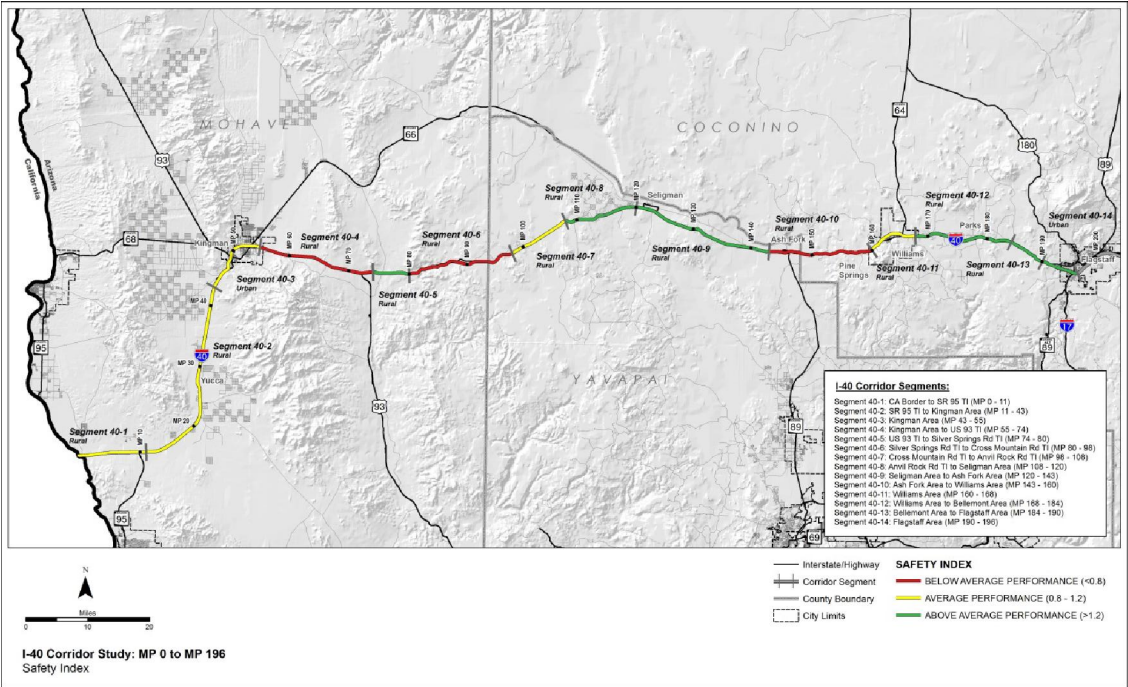 MOHAVE
COCONINO
YAVAPAI
Arizona
California
93
66
64
180
89
68
95
95
93
40
40
17
89
89
69
Kingman
Yucca
Seligman
Ash Fork
Pine
Springs
Williams
Parks
Flagstaff
Segment 40-1
Rural
Segment 40-2
Rural
Segment 40-3
Urban
Segment 40-4
Rural
Segment 40-5
Rural
Segment 40-6
Rural
Segment 40-7
Rural
Segment 40-8
Rural
Segment 40-9
Rural
Segment 40-10
Rural
Segment 40-11
Rural
Segment 40-12
Rural
Segment 40-13
Rural
Segment 40-14
Urban
MP 10
MP 20
MP 30
MP 40
MP 60
MP 70
MP 80
MP 90
MP 100
MP 110
MP 120
MP 140
MP 150
MP 160
MP 170
MP 180
MP 190
I-40 Corridor Segments:
Segment 40-1: CA Border to SR 95 TI (MP 0 - 11)
Segment 40-2: SR 95 TI to Kingman Area (MP 11 - 43)
Segment 40-3: Kingman Area (MP 43 - 55)
Segment 40-4: Kingman Area to US 93 TI (MP 55 - 74)
Segment 40-5: US 93 TI to Silver Springs Rd TI (MP 74 - 80)
Segment 40-6: Silver Springs Rd TI to Cross Mountain Rd TI (MP 80 - 98)
Segment 40-7: Cross Mountain Rd TI to Anvil Rock Rd TI (MP 98 - 108)
Segment 40-8: Anvil Rock Rd TI to Seligman Area (MP 108 - 120)
Segment 40-9: Seligman Area to Ash Fork Area (MP 120 - 143)
Segment 40-10: Ash Fork Area to Williams Area (MP 143 - 160)
Segment 40-11: Williams Area (MP 160 - 168)
Segment 40-12: Williams Area to Bellemont Area (MP 168 - 184)
Segment 40-13: Bellemont Area to Flagstaff Area (MP 184 - 190)
Segment 40-14: Flagstaff Area (MP 190 - 196)
Interstate/Highway
Corridor Segment
County Boundary
City Limits
SAFETY INDEX
BELOW AVERAGE PERFORMANCE (<0.8)
AVERAGE PERFORMANCE (0.8 - 1.2)
ABOVE AVERAGE PERFORMANCE (>1.2)
N
Miles
0 10 20
I-40 Corridor Study: MP 0 to MP 196
Safety Index